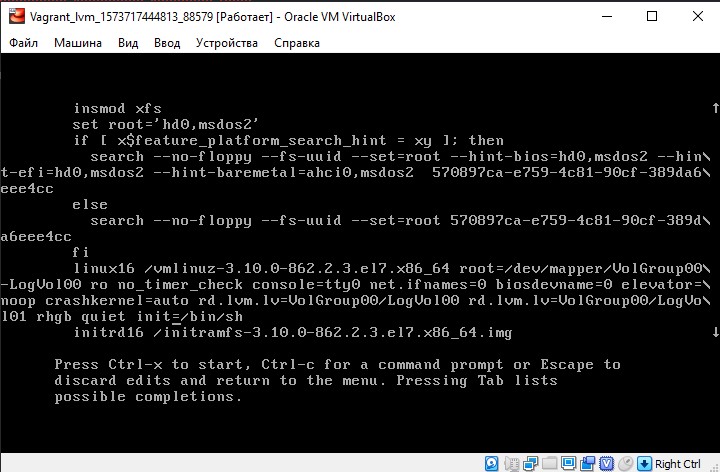 Vagrant_lvm_1573717444813_88579 [Работает] - Oracle VM VirtualBox
Файл Машина Вид Ввод Устройства Справка
insmod xfs
set root='hd0,msdos2'
if [ x$feature_platform_search_hint = xy ]; then
search --no-floppy --fs-uuid --set=root --hint-bios=hd0,msdos2 --hin\
t-efi=hd0,msdos2 --hint-baremetal=ahci0,msdos2  570897ca-e759-4c81-90cf-389da6\
eee4cc
else
search --no-floppy --fs-uuid --set=root 570897ca-e759-4c81-90cf-389d\
a6eee4cc
fi
linux16 /vmlinuz-3.10.0-862.2.3.el7.x86_64 root=/dev/mapper/VolGroup00\
-LogVol00 ro no_timer_check console=tty0 net.ifnames=0 biosdevname=0 elevator=\
noop crashkernel=auto rd.lvm.lv=VolGroup00/LogVol00 rd.lvm.lv=VolGroup00/LogVo\
l01 rhgb quiet init=/bin/sh
initrd16 /initramfs-3.10.0-862.2.3.el7.x86_64.img
Press Ctrl-x to start, Ctrl-c for a command prompt or Escape to
discard edits and return to the menu. Pressing Tab lists
possible completions.
Right Ctrl